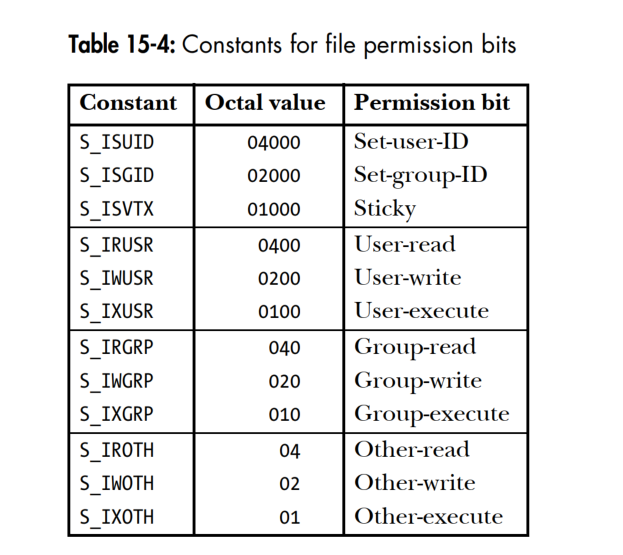 Table 15-4: Constants for file permission bits
Constant Octal value Permission bit
S_ISUID 04000 Set-user-ID
S_ISGID 02000 Set-group-ID
S_ISVTX 01000 Sticky
S_IRUSR 0400 User-read
S_IWUSR 0200 User-write
S_IXUSR 0100 User-execute
S_IRGRP 040 Group-read
S_IWGRP 020 Group-write
S_IXGRP 010 Group-execute
S_IROTH 04 Other-read
S_IWOTH 02 Other-write
S_IXOTH 01 Other-execute